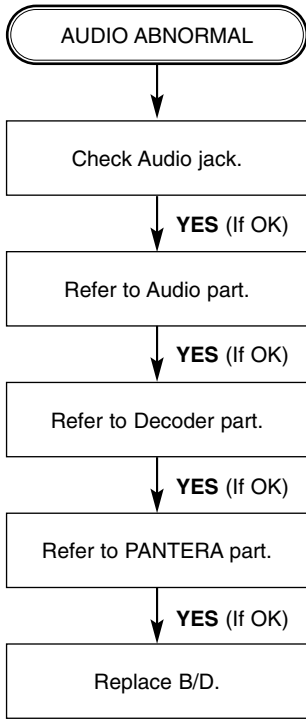 AUDIO ABNORMAL
Check Audio jack.
YES (If OK)
Refer to Audio part.
YES (If OK)
Refer to Decoder part.
YES (If OK)
Refer to PANTERA part.
YES (If OK)
Replace B/D.